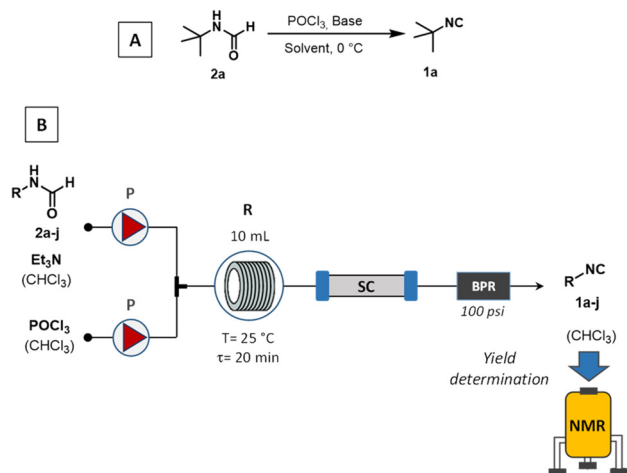 A
H
N
H
O
2a
POCl₃, Base
Solvent, 0 °C
NC
1a
B
H
R
N
H
O
2a-j
Et₃N
(CHCl₃)
P
POCl₃
(CHCl₃)
P
R
10 mL
T= 25 °C
τ= 20 min
SC
BPR
100 psi
R
NC
1a-j
(CHCl₃)
Yield
determination
NMR